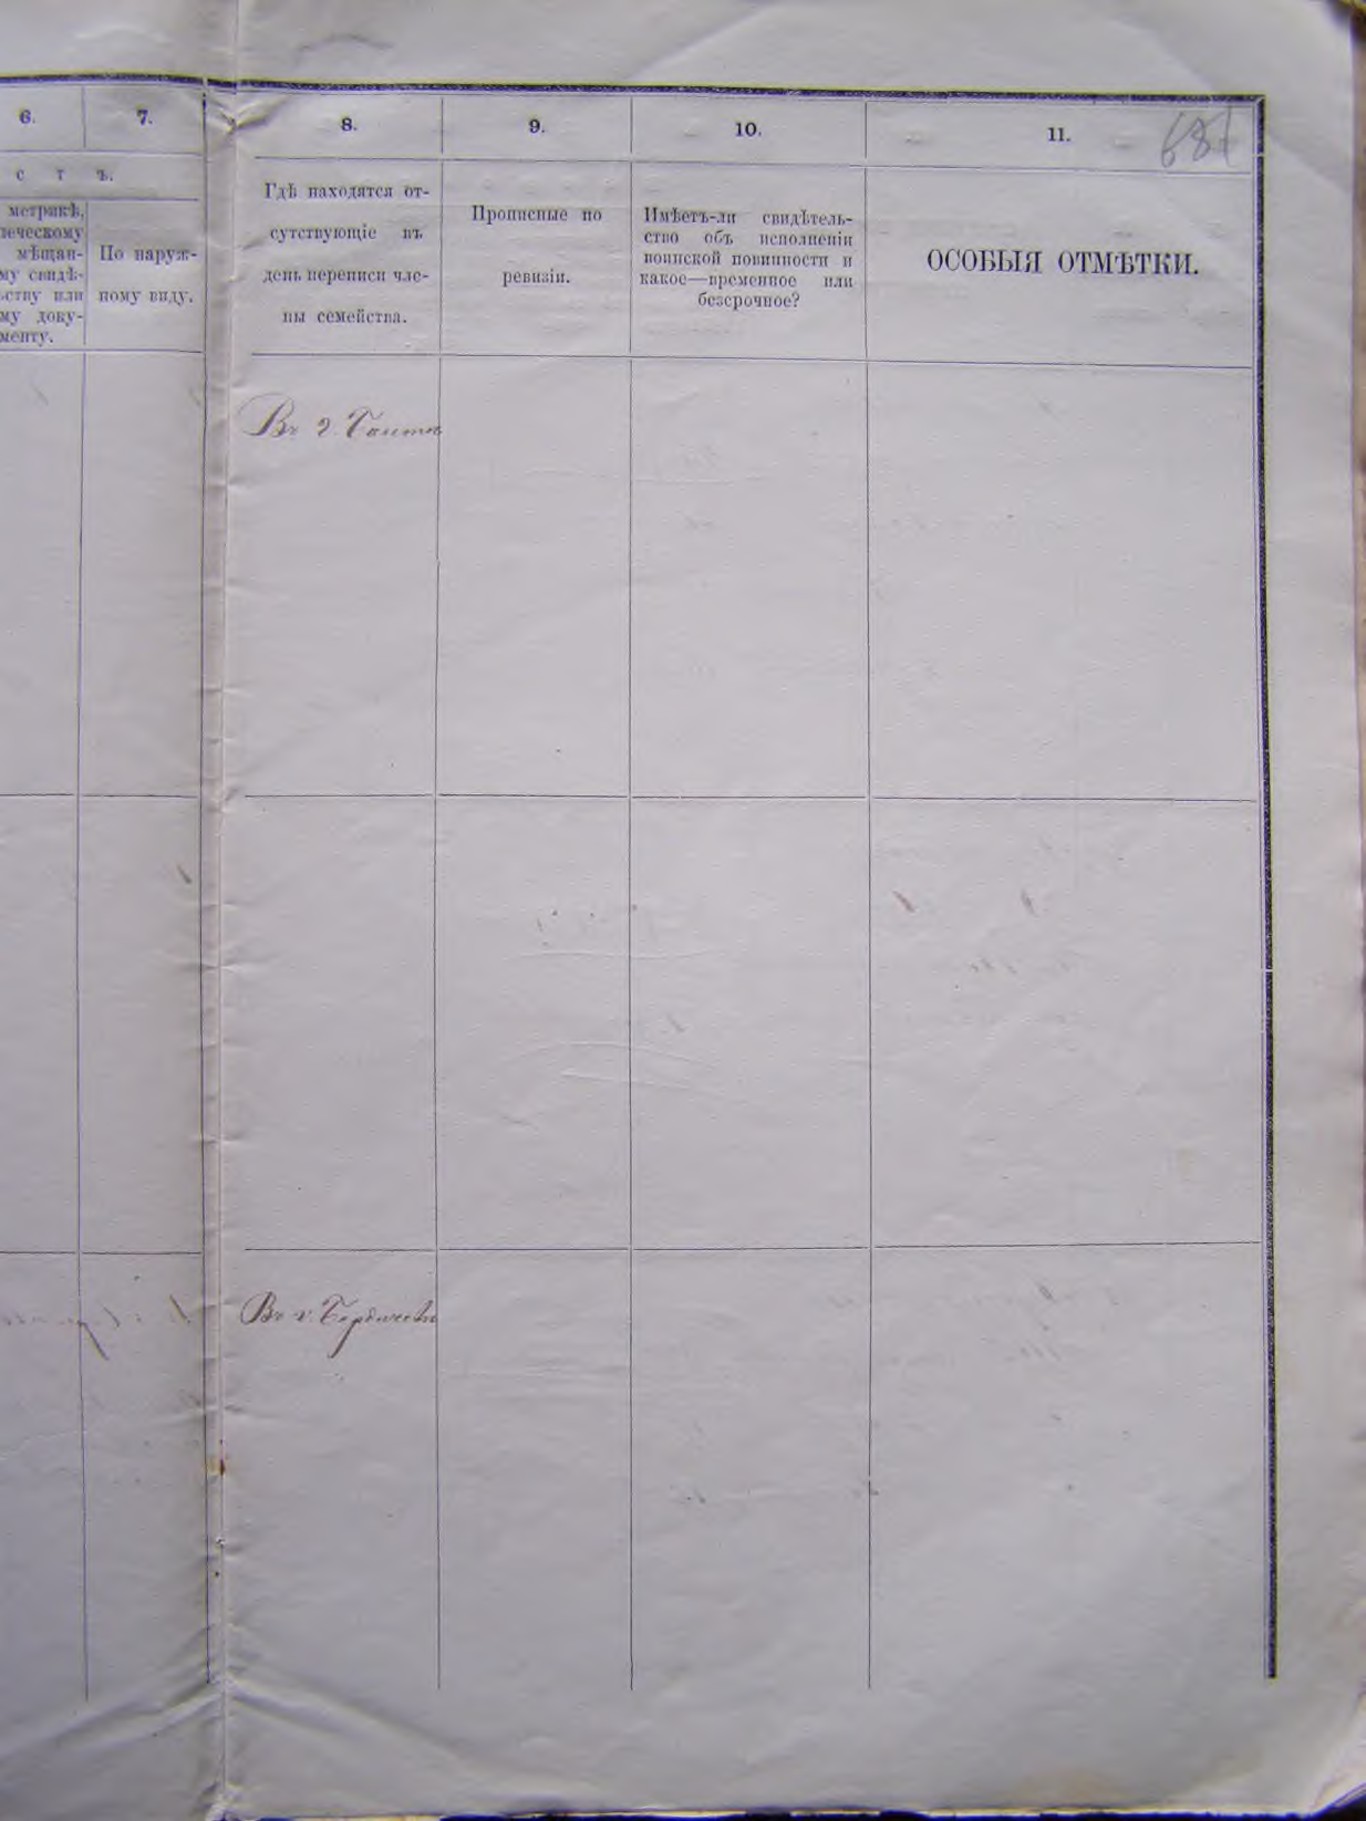 6.
7.
8.
9.
10.
11.
681
с т ъ.
метрикѣ,
ческому
мѣщан-
му свидѣ-
ству или
му доку-
менту.
По наруж-
ному виду.
Гдѣ находятся от-
сутствующіе въ
день переписи чле-
ны семейства.
Прописные по
ревизіи.
Имѣетъ-ли свидѣтель-
ство объ исполненіи
воинской повинности и
какое—временное или
безсрочное?
ОСОБЫЯ ОТМѢТКИ.
Въ г.
Въ г. Бердичевѣ